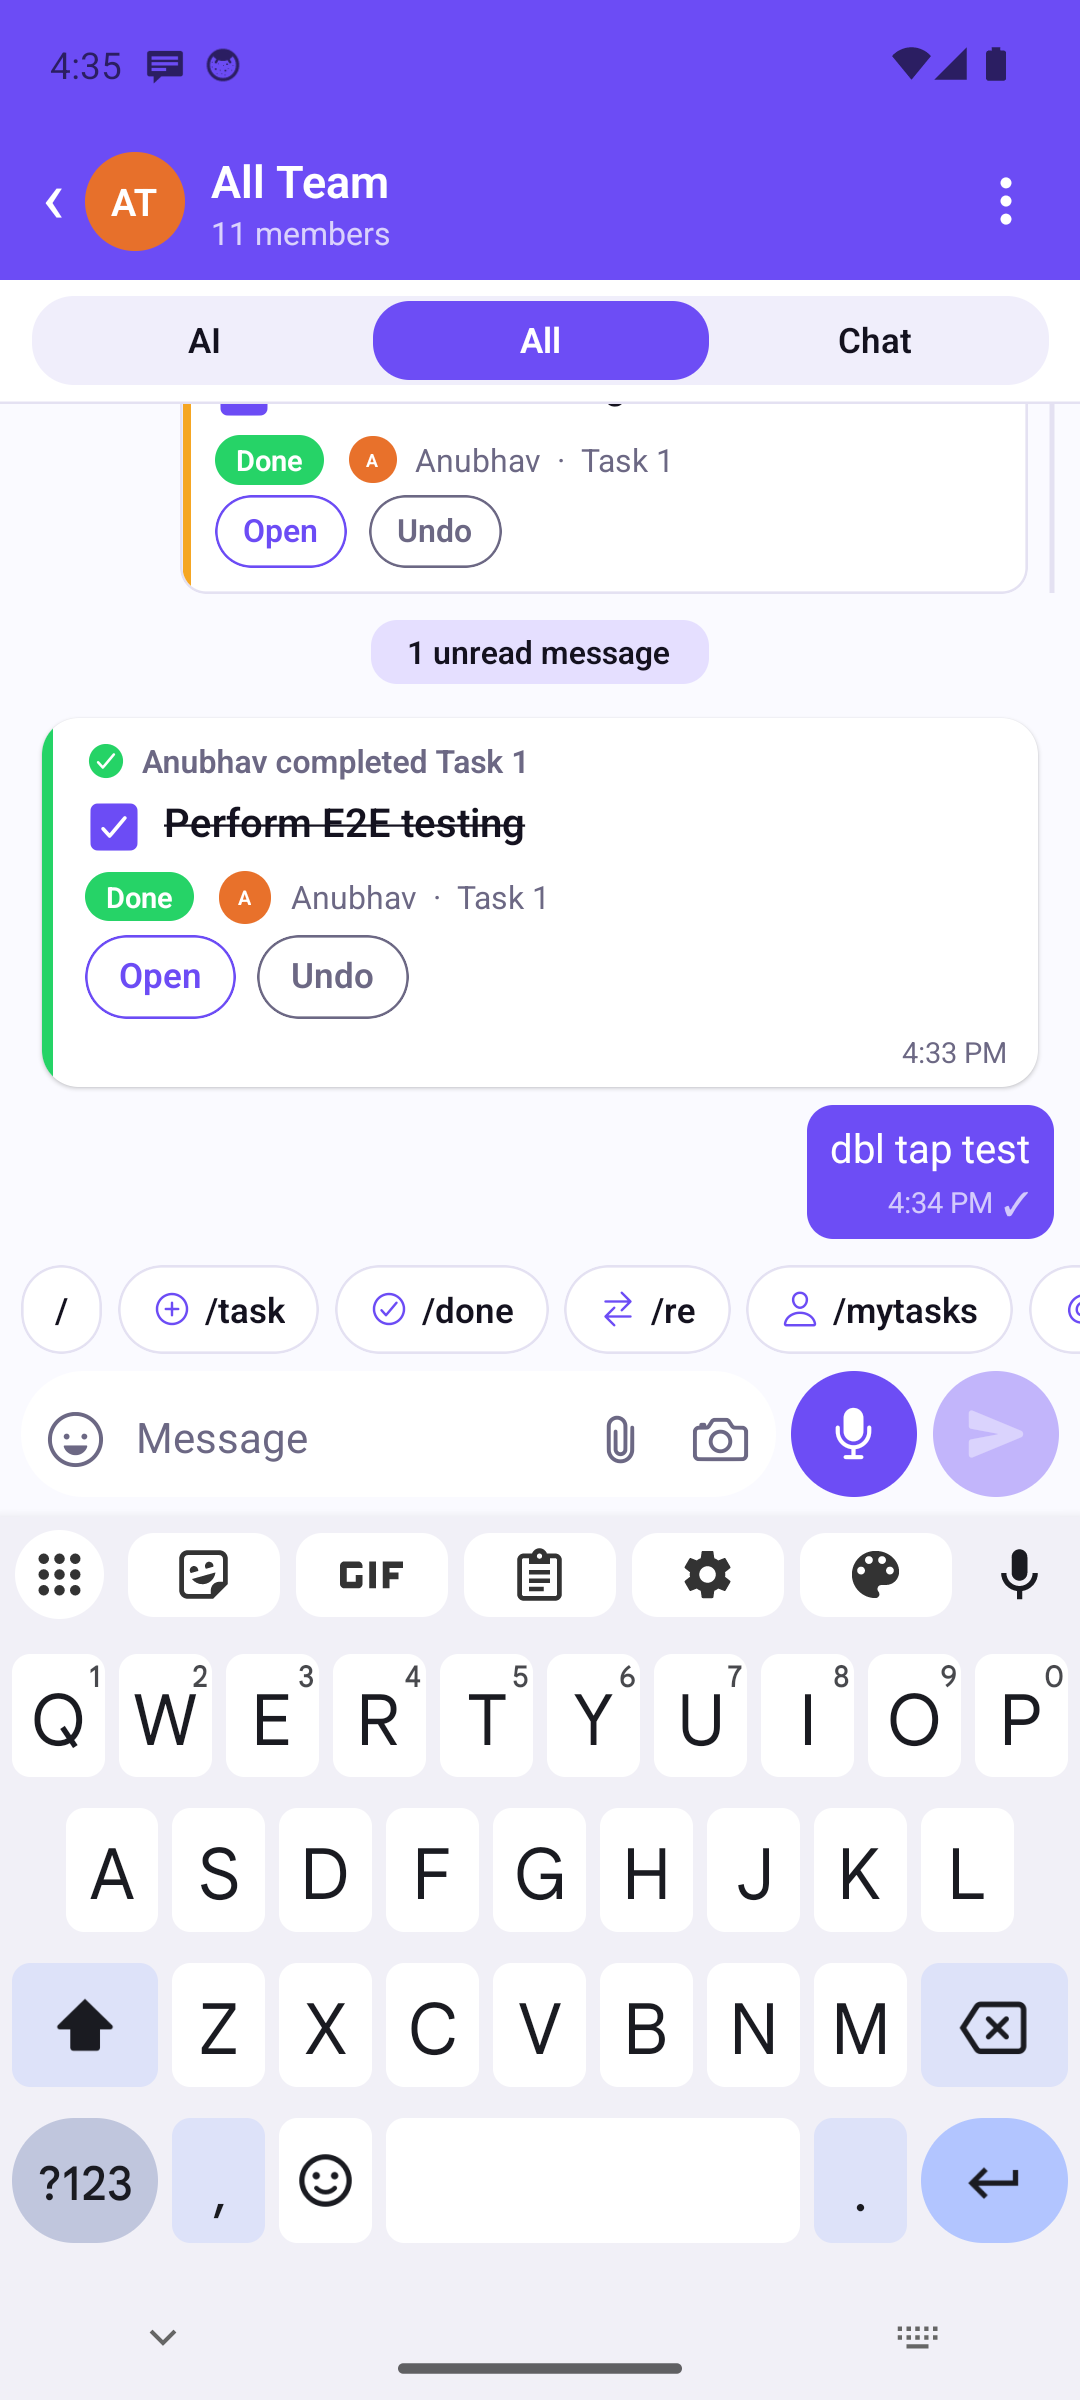 4:35
AT
All Team
11 members
AI
All
Chat
Done
A
Anubhav · Task 1
Open
Undo
1 unread message
Anubhav completed Task 1
Perform E2E testing
Done
A
Anubhav · Task 1
Open
Undo
4:33 PM
dbl tap test
4:34 PM ✓
/
/task
/done
/re
/mytasks
Message
GIF
Q 1 W 2 E 3 R 4 T 5 Y 6 U 7 I 8 O 9 P 0
A S D F G H J K L
Z X C V B N M
?123 , .